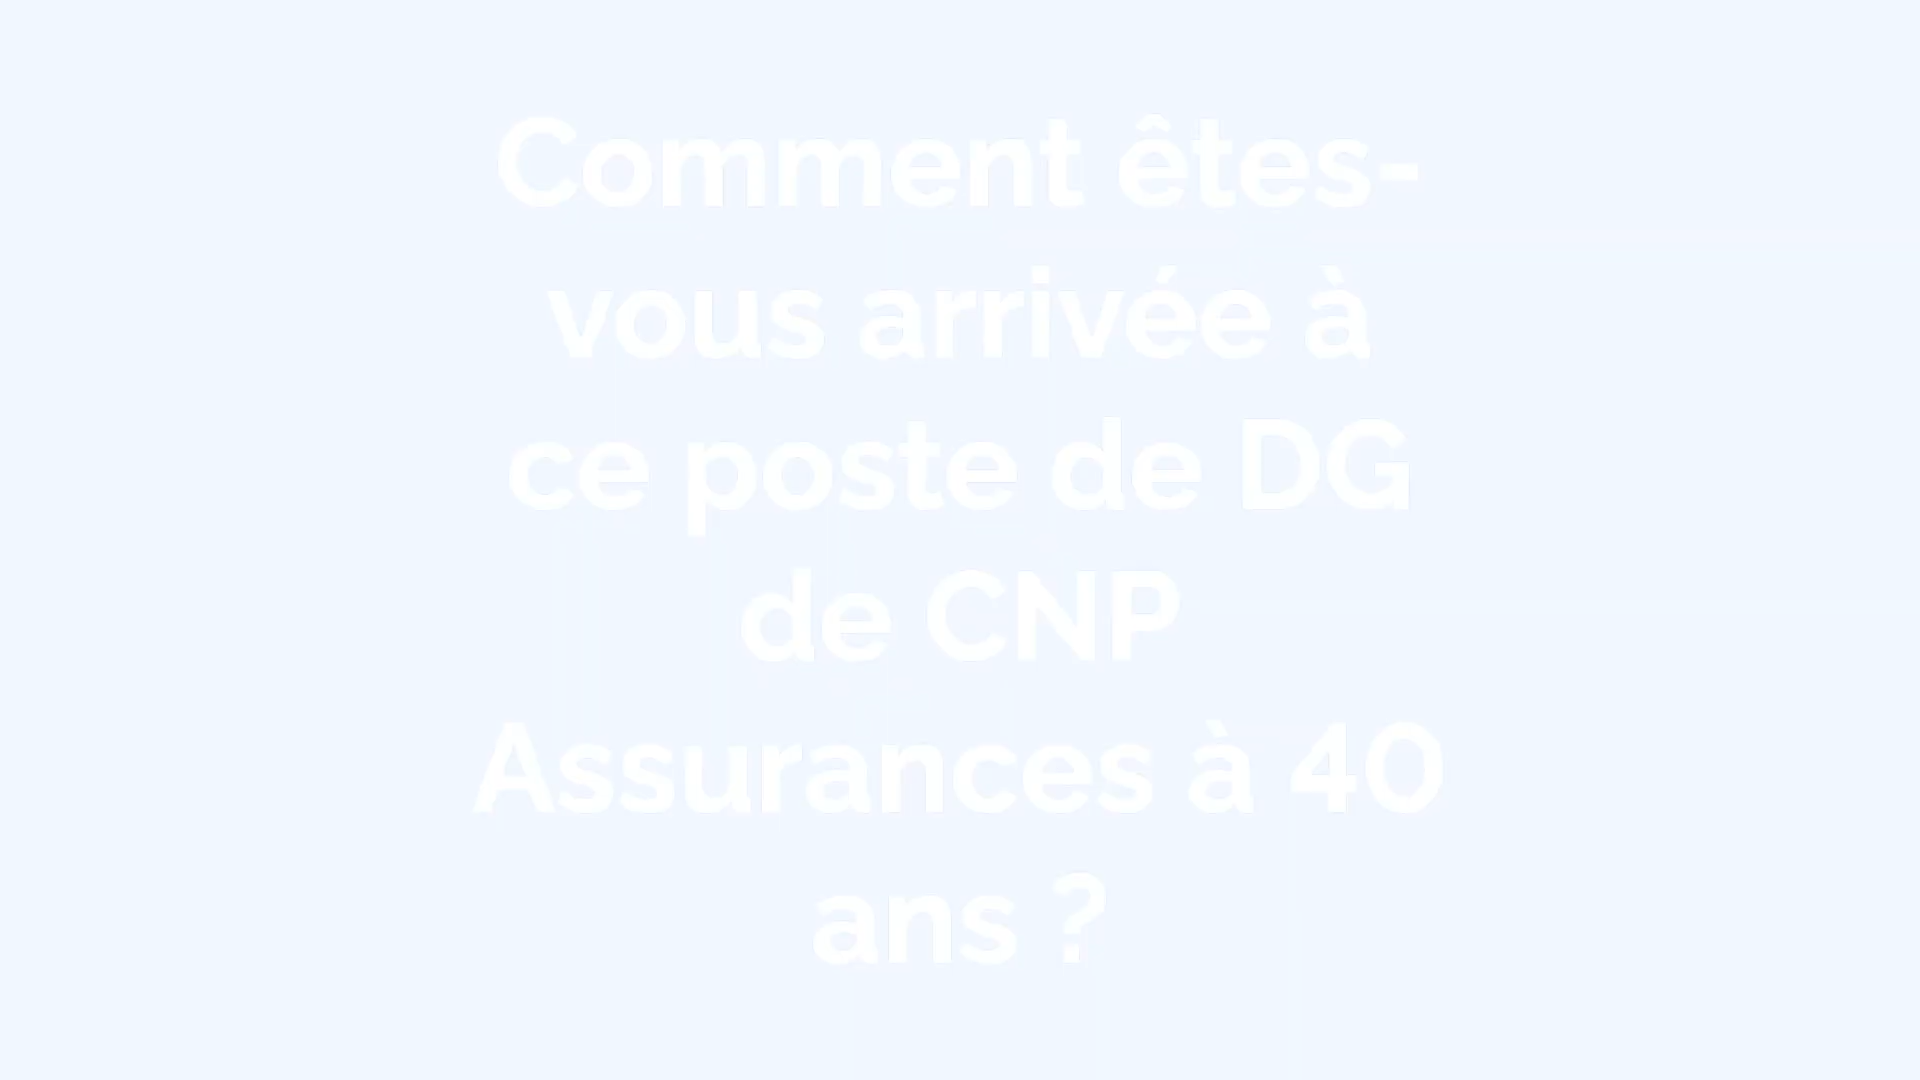 Comment êtes-
vous arrivée à
ce poste de DG
de CNP
Assurances à 40
ans ?